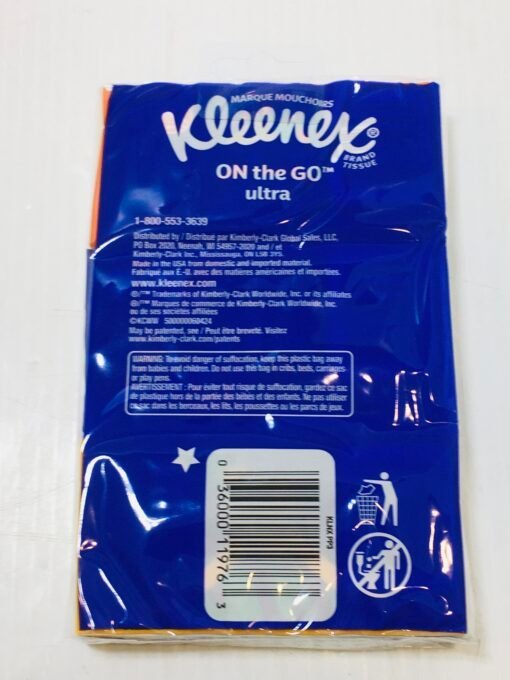 MARQUE MOUCHOIRS
Kleenex®
BRAND
TISSUE
ON the GO™
ultra
1-800-553-3639
Distributed by / Distribué par Kimberly-Clark Global Sales, LLC,
PO Box 2020, Neenah, WI 54957-2020 and / et
Kimberly-Clark Inc., Mississauga, ON L5B 3Y5.
Made in the USA from domestic and imported material.
Fabriqué aux É.-U. avec des matières américaines et importées.
www.kleenex.com
®/™ Trademarks of Kimberly-Clark Worldwide, Inc. or its affiliates
®/™ Marques de commerce de Kimberly-Clark Worldwide, Inc.
ou de ses sociétés affiliées
©KCWW 500000060424
May be patented, see / Peut être breveté. Visitez
www.kimberly-clark.com/patents
WARNING: To avoid danger of suffocation, keep this plastic bag away
from babies and children. Do not use this bag in cribs, beds, carriages
or play pens.
AVERTISSEMENT : Pour éviter tout risque de suffocation, gardez ce sac
de plastique hors de la portée des bébés et des enfants. Ne pas utiliser
ce sac dans les berceaux, les lits, les poussettes ou les parcs de jeux.
0 36000 11976 3
KLNX PP3